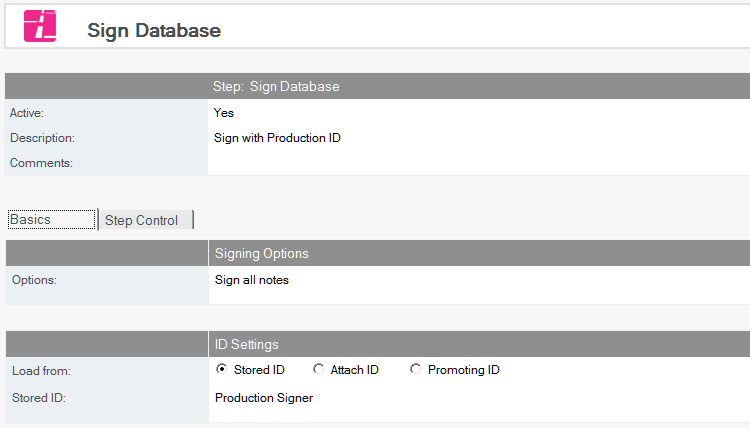 Sign Database
Step: Sign Database
Active: Yes
Description: Sign with Production ID
Comments:
Basics Step Control
Signing Options
Options: Sign all notes
ID Settings
Load from: Stored ID Attach ID Promoting ID
Stored ID: Production Signer